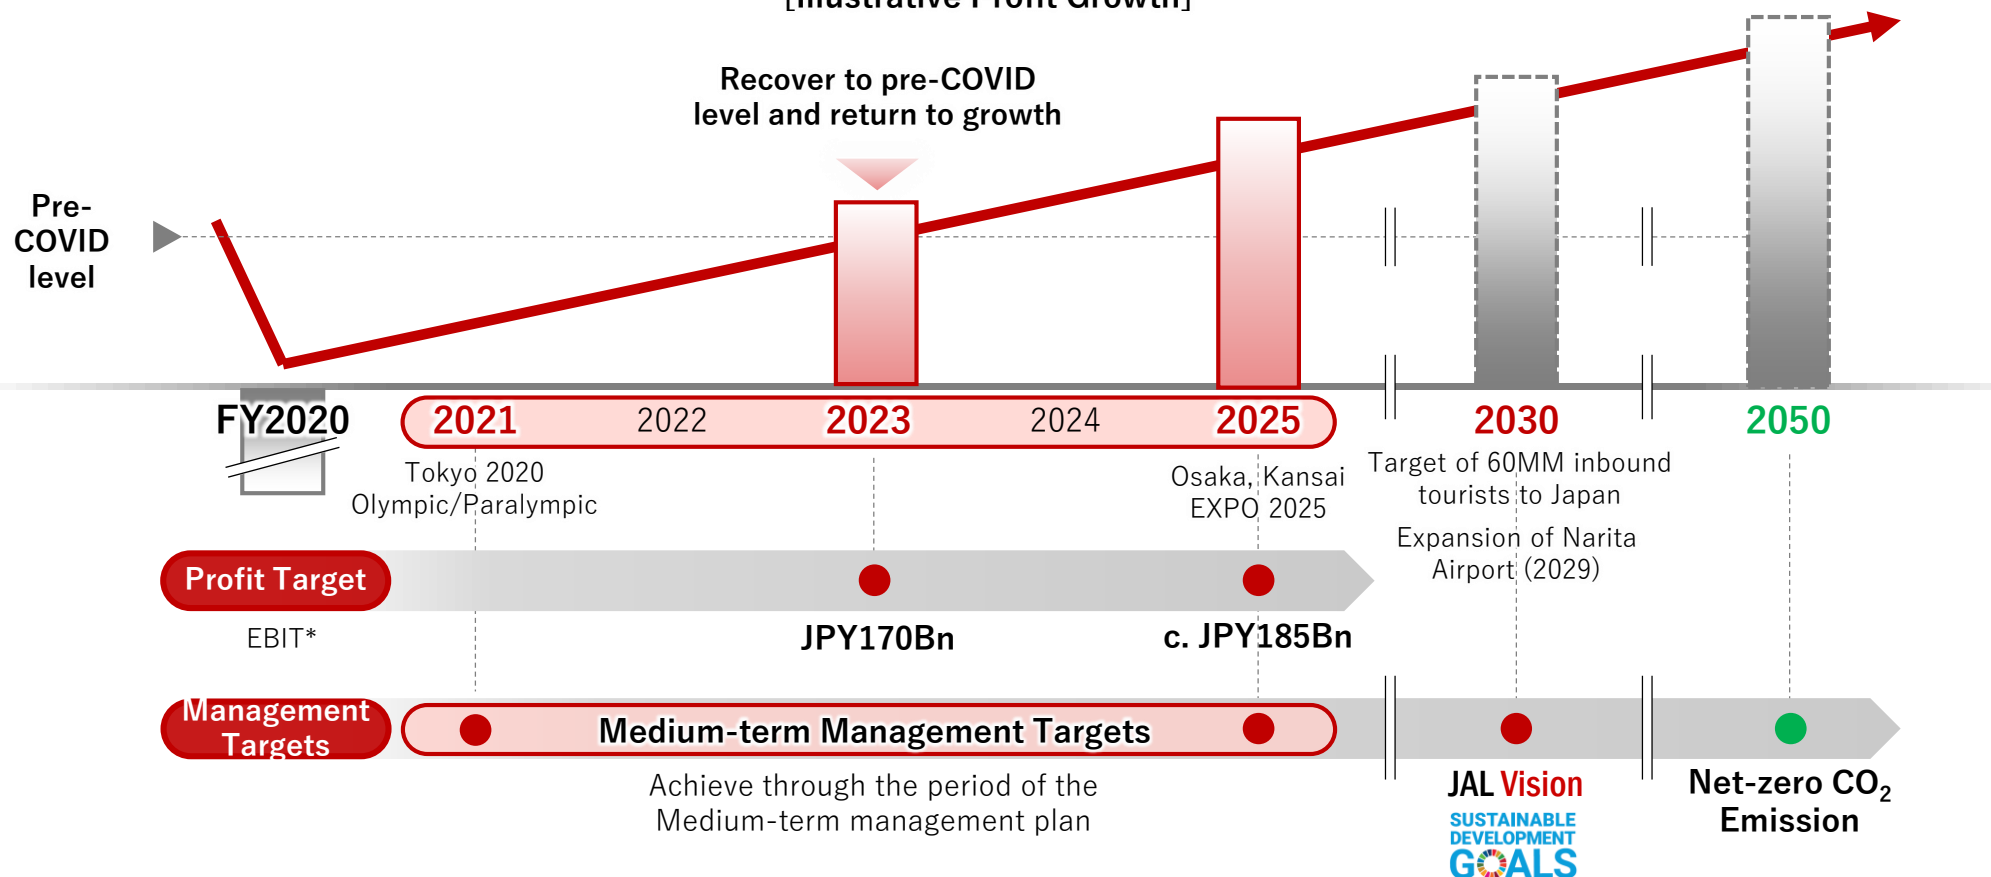 [Illustrative Profit Growth]
Recover to pre-COVID
level and return to growth
Pre-
COVID
level
FY2020
2021
2022
2023
2024
2025
2030
2050
Tokyo 2020
Olympic/Paralympic
Osaka, Kansai
EXPO 2025
Target of 60MM inbound
tourists to Japan
Expansion of Narita
Airport (2029)
Profit Target
EBIT*
JPY170Bn
c. JPY185Bn
Management
Targets
Medium-term Management Targets
Achieve through the period of the
Medium-term management plan
JAL Vision
SUSTAINABLE
DEVELOPMENT
GOALS
Net-zero CO₂
Emission